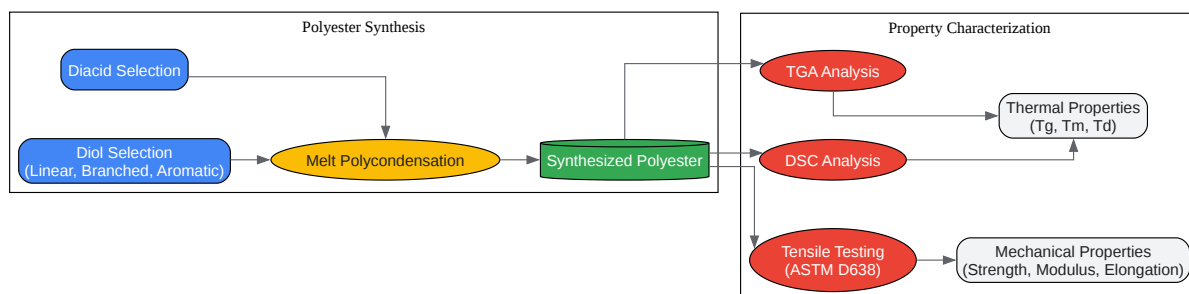 Polyester Synthesis
Diacid Selection
Diol Selection
(Linear, Branched, Aromatic)
Melt Polycondensation
Synthesized Polyester
Property Characterization
TGA Analysis
Thermal Properties
(Tg, Tm, Td)
DSC Analysis
Tensile Testing
(ASTM D638)
Mechanical Properties
(Strength, Modulus, Elongation)